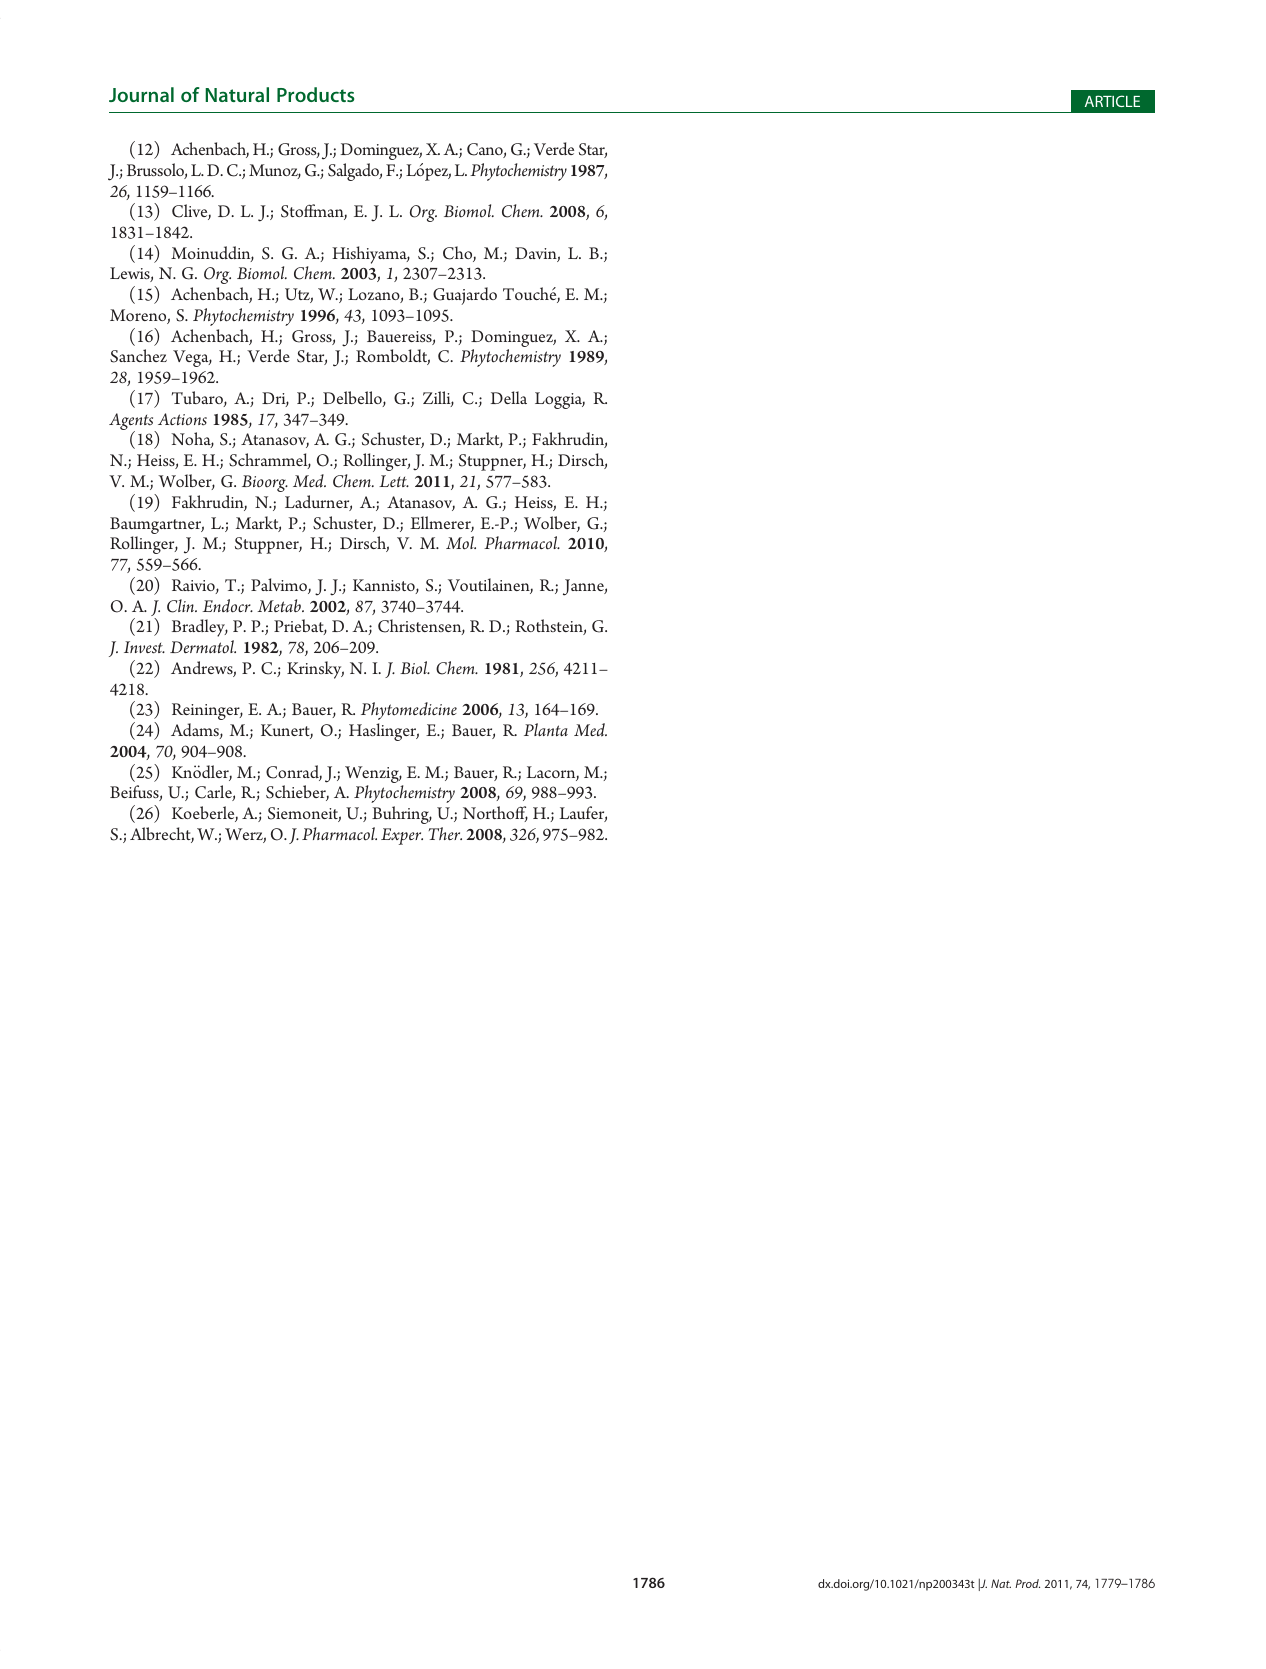 Journal of Natural Products
ARTICLE
(12) Achenbach, H.; Gross, J.; Dominguez, X. A.; Cano, G.; Verde Star,
J.; Brussolo, L. D. C.; Munoz, G.; Salgado, F.; López, L. Phytochemistry 1987,
26, 1159–1166.
(13) Clive, D. L. J.; Stoffman, E. J. L. Org. Biomol. Chem. 2008, 6,
1831–1842.
(14) Moinuddin, S. G. A.; Hishiyama, S.; Cho, M.; Davin, L. B.;
Lewis, N. G. Org. Biomol. Chem. 2003, 1, 2307–2313.
(15) Achenbach, H.; Utz, W.; Lozano, B.; Guajardo Touché, E. M.;
Moreno, S. Phytochemistry 1996, 43, 1093–1095.
(16) Achenbach, H.; Gross, J.; Bauereiss, P.; Dominguez, X. A.;
Sanchez Vega, H.; Verde Star, J.; Romboldt, C. Phytochemistry 1989,
28, 1959–1962.
(17) Tubaro, A.; Dri, P.; Delbello, G.; Zilli, C.; Della Loggia, R.
Agents Actions 1985, 17, 347–349.
(18) Noha, S.; Atanasov, A. G.; Schuster, D.; Markt, P.; Fakhrudin,
N.; Heiss, E. H.; Schrammel, O.; Rollinger, J. M.; Stuppner, H.; Dirsch,
V. M.; Wolber, G. Bioorg. Med. Chem. Lett. 2011, 21, 577–583.
(19) Fakhrudin, N.; Ladurner, A.; Atanasov, A. G.; Heiss, E. H.;
Baumgartner, L.; Markt, P.; Schuster, D.; Ellmerer, E.-P.; Wolber, G.;
Rollinger, J. M.; Stuppner, H.; Dirsch, V. M. Mol. Pharmacol. 2010,
77, 559–566.
(20) Raivio, T.; Palvimo, J. J.; Kannisto, S.; Voutilainen, R.; Janne,
O. A. J. Clin. Endocr. Metab. 2002, 87, 3740–3744.
(21) Bradley, P. P.; Priebat, D. A.; Christensen, R. D.; Rothstein, G.
J. Invest. Dermatol. 1982, 78, 206–209.
(22) Andrews, P. C.; Krinsky, N. I. J. Biol. Chem. 1981, 256, 4211–
4218.
(23) Reininger, E. A.; Bauer, R. Phytomedicine 2006, 13, 164–169.
(24) Adams, M.; Kunert, O.; Haslinger, E.; Bauer, R. Planta Med.
2004, 70, 904–908.
(25) Knödler, M.; Conrad, J.; Wenzig, E. M.; Bauer, R.; Lacorn, M.;
Beifuss, U.; Carle, R.; Schieber, A. Phytochemistry 2008, 69, 988–993.
(26) Koeberle, A.; Siemoneit, U.; Buhring, U.; Northoff, H.; Laufer,
S.; Albrecht, W.; Werz, O. J. Pharmacol. Exper. Ther. 2008, 326, 975–982.
1786
dx.doi.org/10.1021/np200343t |J. Nat. Prod. 2011, 74, 1779–1786